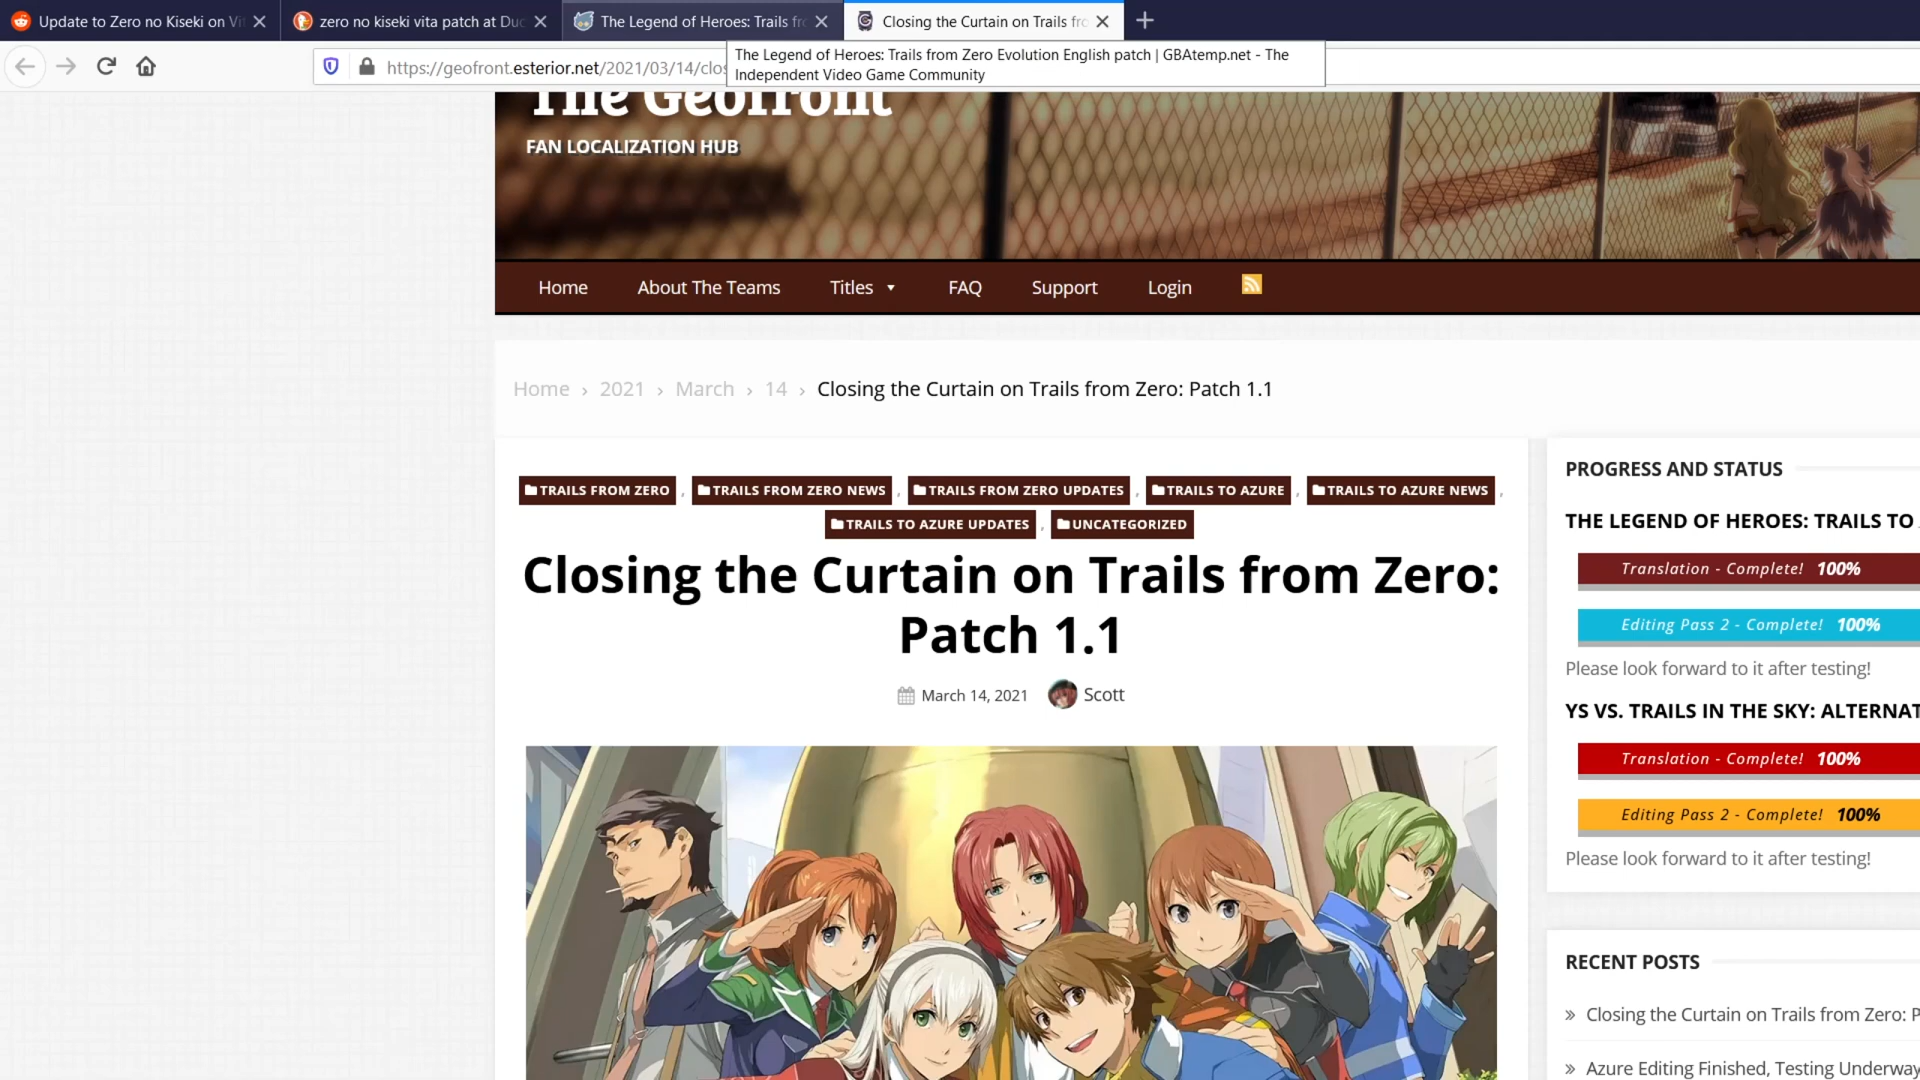 Update to Zero no Kiseki on Vi
zero no kiseki vita patch at Duc
The Legend of Heroes: Trails fr
Closing the Curtain on Trails fro
https://geofront.esterior.net/2021/03/14/clos
The Legend of Heroes: Trails from Zero Evolution English patch | GBAtemp.net - The
Independent Video Game Community
The Geofront
FAN LOCALIZATION HUB
Home About The Teams Titles FAQ Support Login
Home › 2021 › March › 14 › Closing the Curtain on Trails from Zero: Patch 1.1
TRAILS FROM ZERO , TRAILS FROM ZERO NEWS , TRAILS FROM ZERO UPDATES , TRAILS TO AZURE , TRAILS TO AZURE NEWS ,
TRAILS TO AZURE UPDATES , UNCATEGORIZED
Closing the Curtain on Trails from Zero:
Patch 1.1
March 14, 2021 Scott
PROGRESS AND STATUS
THE LEGEND OF HEROES: TRAILS TO
Translation - Complete! 100%
Editing Pass 2 - Complete! 100%
Please look forward to it after testing!
YS VS. TRAILS IN THE SKY: ALTERNAT
Translation - Complete! 100%
Editing Pass 2 - Complete! 100%
Please look forward to it after testing!
RECENT POSTS
» Closing the Curtain on Trails from Zero: P
» Azure Editing Finished, Testing Underway